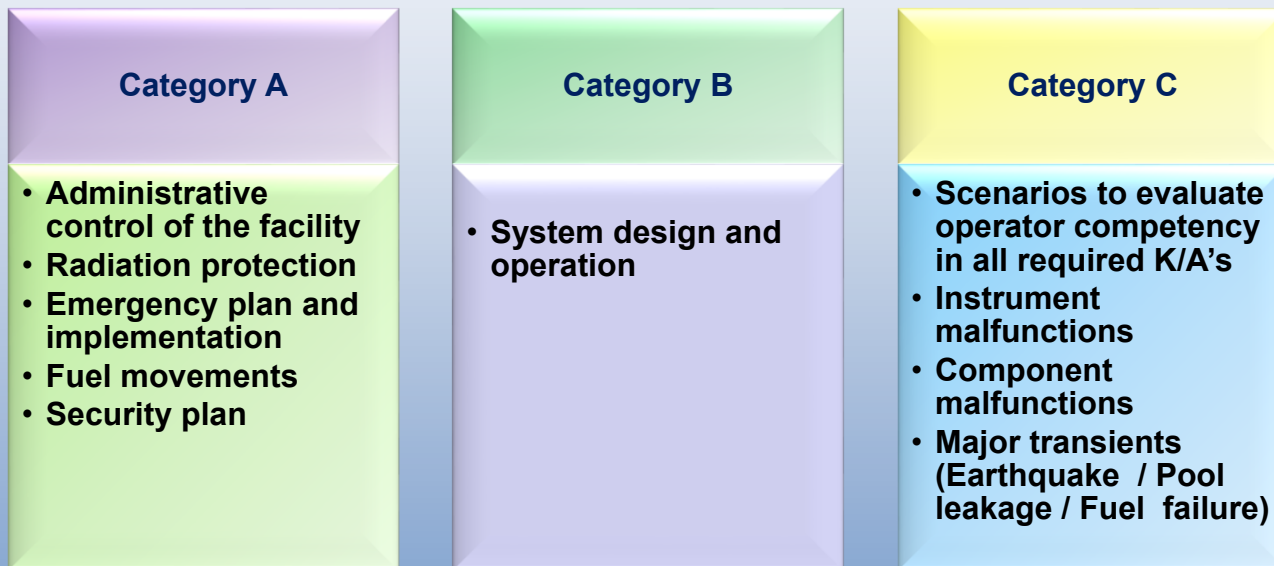 Category A
• Administrative
control of the facility
• Radiation protection
• Emergency plan and
implementation
• Fuel movements
• Security plan
Category B
• System design and
operation
Category C
• Scenarios to evaluate
operator competency
in all required K/A’s
• Instrument
malfunctions
• Component
malfunctions
• Major transients
(Earthquake / Pool
leakage / Fuel failure)